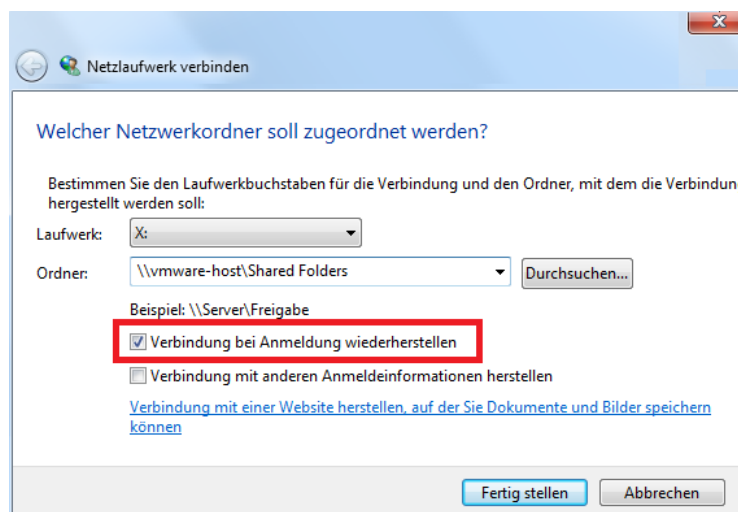 Netzlaufwerk verbinden
Welcher Netzwerkordner soll zugeordnet werden?
Bestimmen Sie den Laufwerkbuchstaben für die Verbindung und den Ordner, mit dem die Verbindun
hergestellt werden soll:
Laufwerk: X:
Ordner: \\vmware-host\Shared Folders Durchsuchen...
Beispiel: \\Server\Freigabe
Verbindung bei Anmeldung wiederherstellen
Verbindung mit anderen Anmeldeinformationen herstellen
Verbindung mit einer Website herstellen, auf der Sie Dokumente und Bilder speichern
können
Fertig stellen Abbrechen